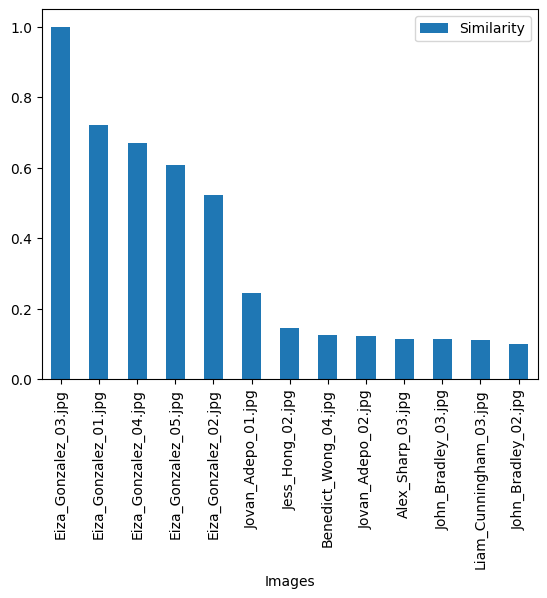 Similarity
1.0
0.8
0.6
0.4
0.2
0.0
Eiza_Gonzalez_03.jpg
Eiza_Gonzalez_01.jpg
Eiza_Gonzalez_04.jpg
Eiza_Gonzalez_05.jpg
Eiza_Gonzalez_02.jpg
Jovan_Adepo_01.jpg
Jess_Hong_02.jpg
Benedict_Wong_04.jpg
Jovan_Adepo_02.jpg
Alex_Sharp_03.jpg
John_Bradley_03.jpg
Liam_Cunningham_03.jpg
John_Bradley_02.jpg
Images